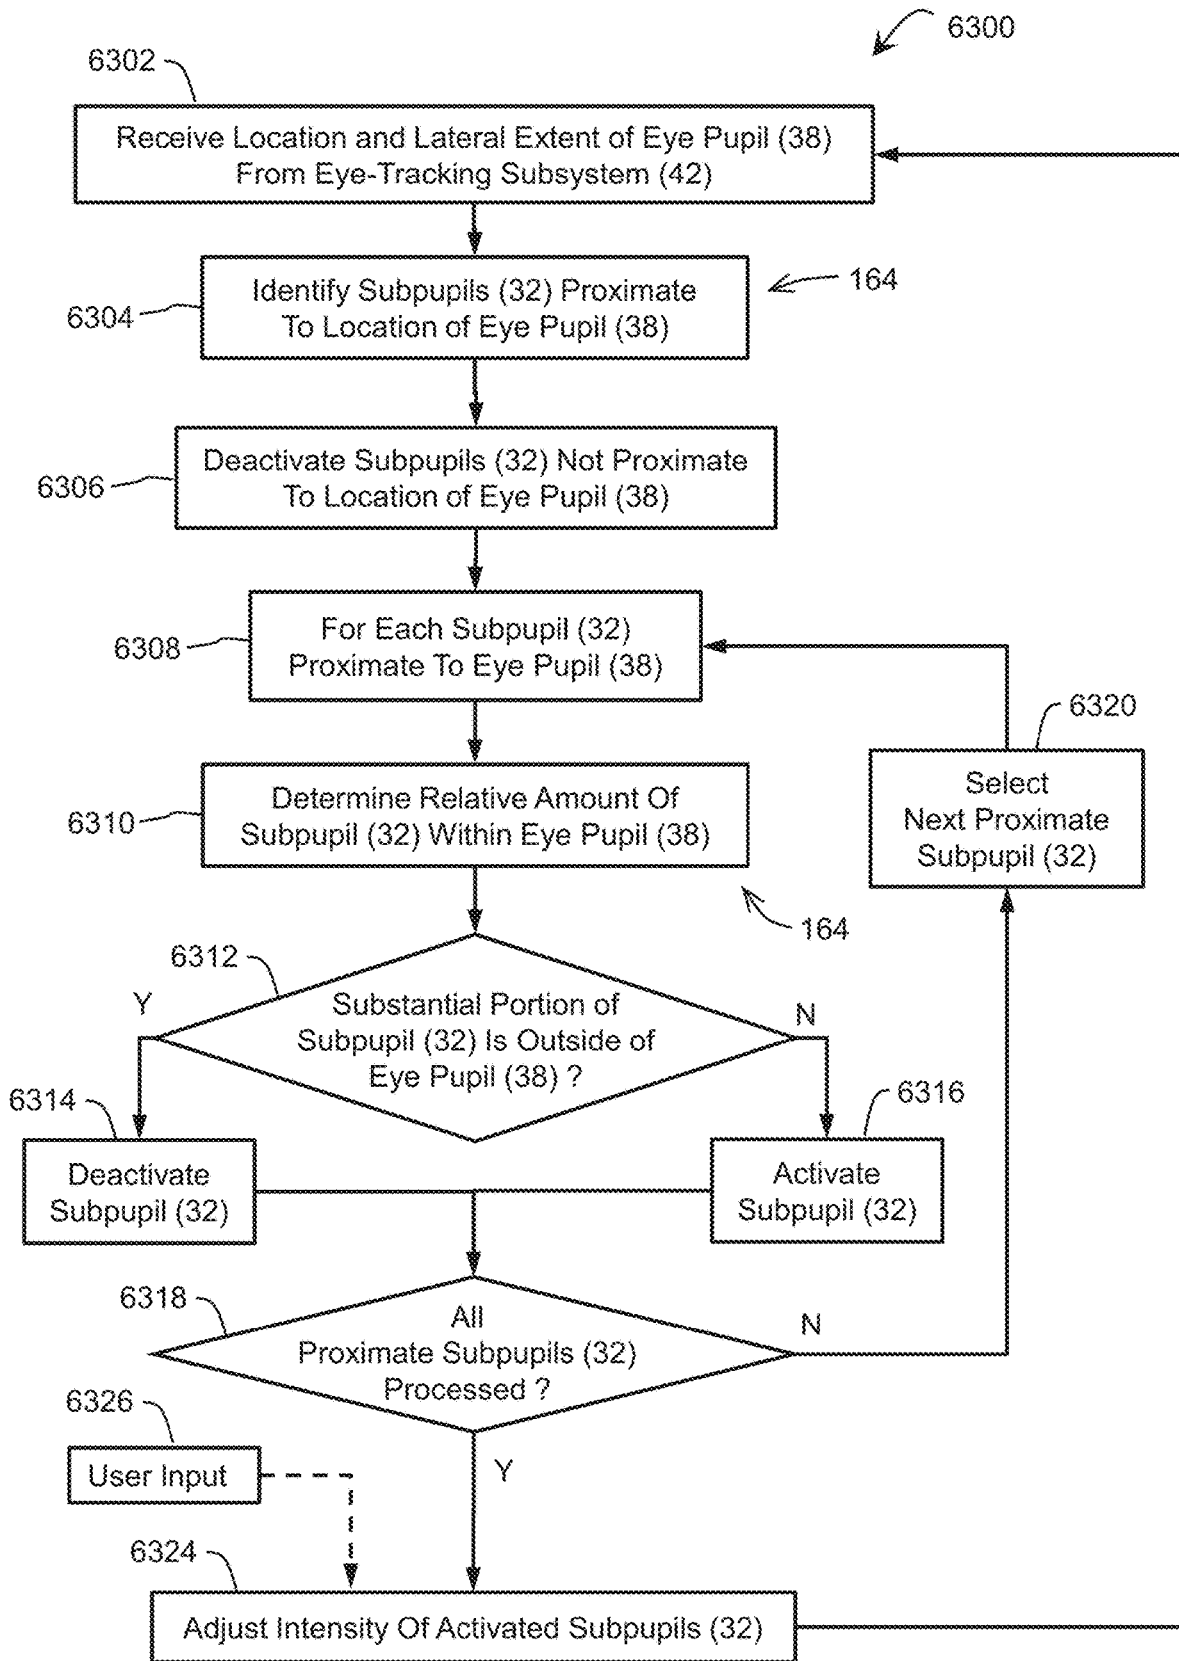 6300
6302
Receive Location and Lateral Extent of Eye Pupil (38)
From Eye-Tracking Subsystem (42)
164
6304
Identify Subpupils (32) Proximate
To Location of Eye Pupil (38)
6306
Deactivate Subpupils (32) Not Proximate
To Location of Eye Pupil (38)
6308
For Each Subpupil (32)
Proximate To Eye Pupil (38)
6320
Select
Next Proximate
Subpupil (32)
6310
Determine Relative Amount Of
Subpupil (32) Within Eye Pupil (38)
164
6312
Y
Substantial Portion of
Subpupil (32) Is Outside of
Eye Pupil (38) ?
N
6314
Deactivate
Subpupil (32)
6316
Activate
Subpupil (32)
6318
All
Proximate Subpupils (32)
Processed ?
N
6326
User Input
Y
6324
Adjust Intensity Of Activated Subpupils (32)